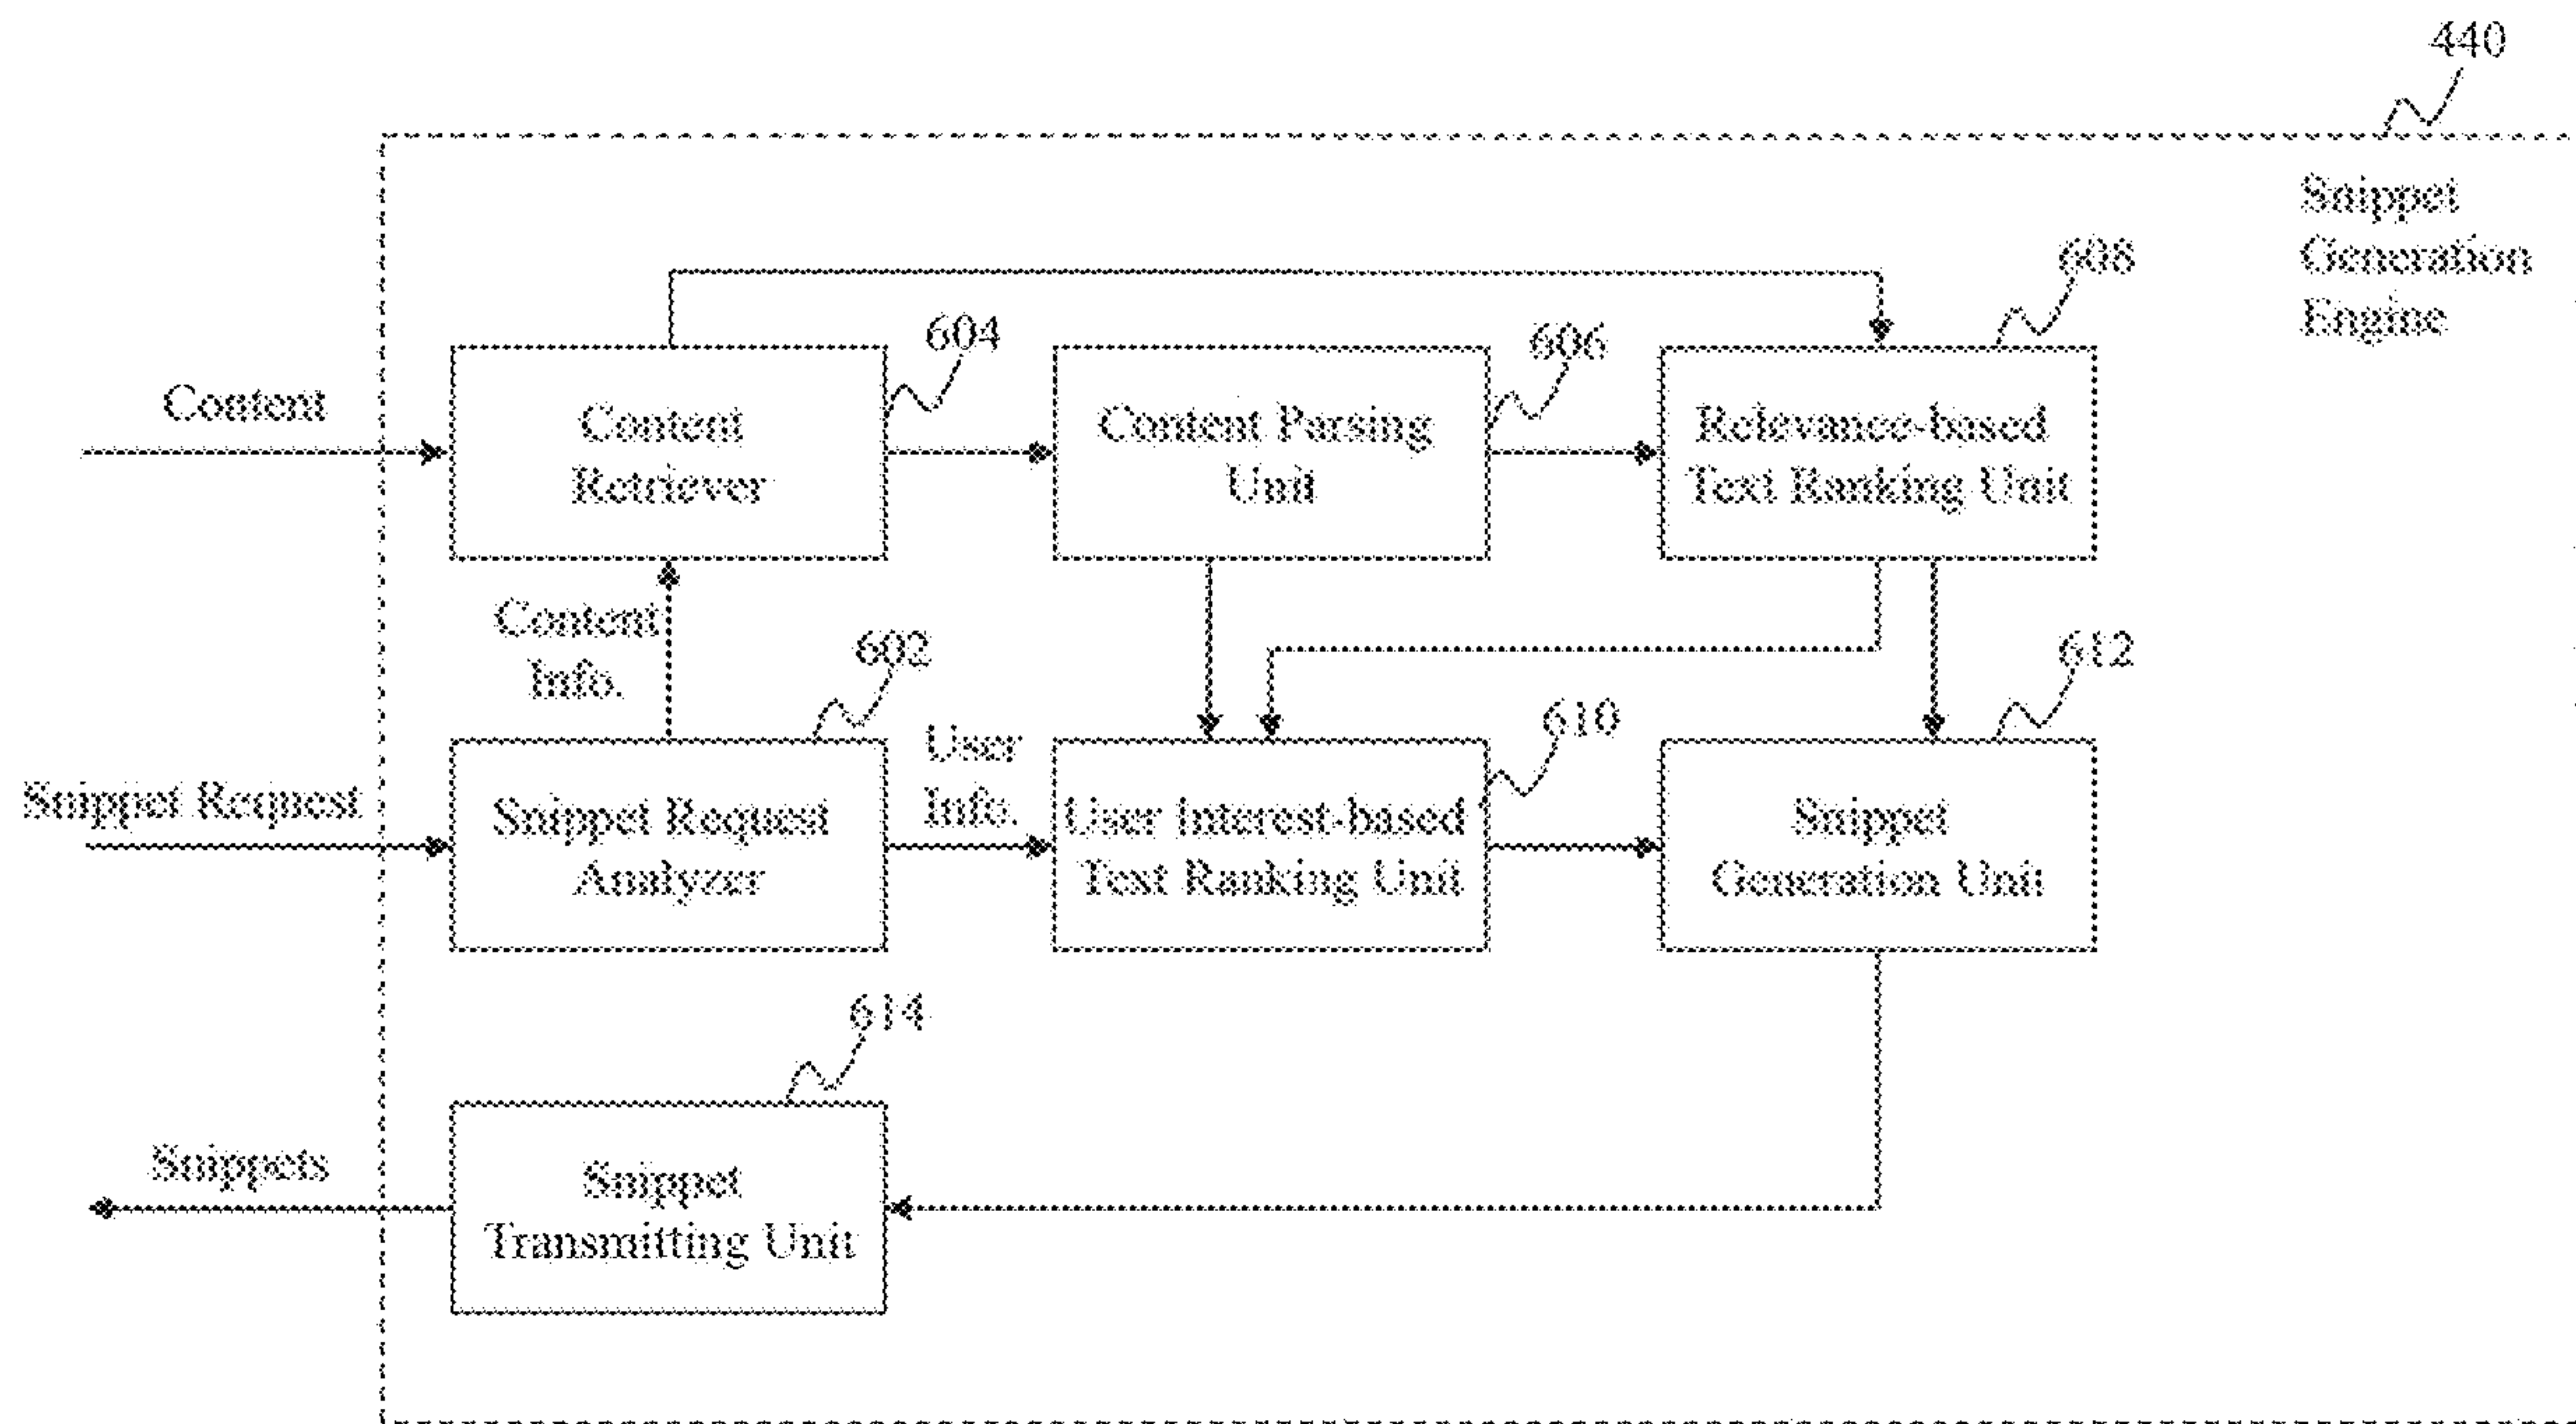 440
Snippet
Generation
Engine
608
604
606
Content
Content
Retriever
Content Parsing
Unit
Relevance-based
Text Ranking Unit
Content
Info.
602
612
User
Info.
610
Snippet Request
Snippet Request
Analyzer
User Interest-based
Text Ranking Unit
Snippet
Generation Unit
614
Snippets
Snippet
Transmitting Unit